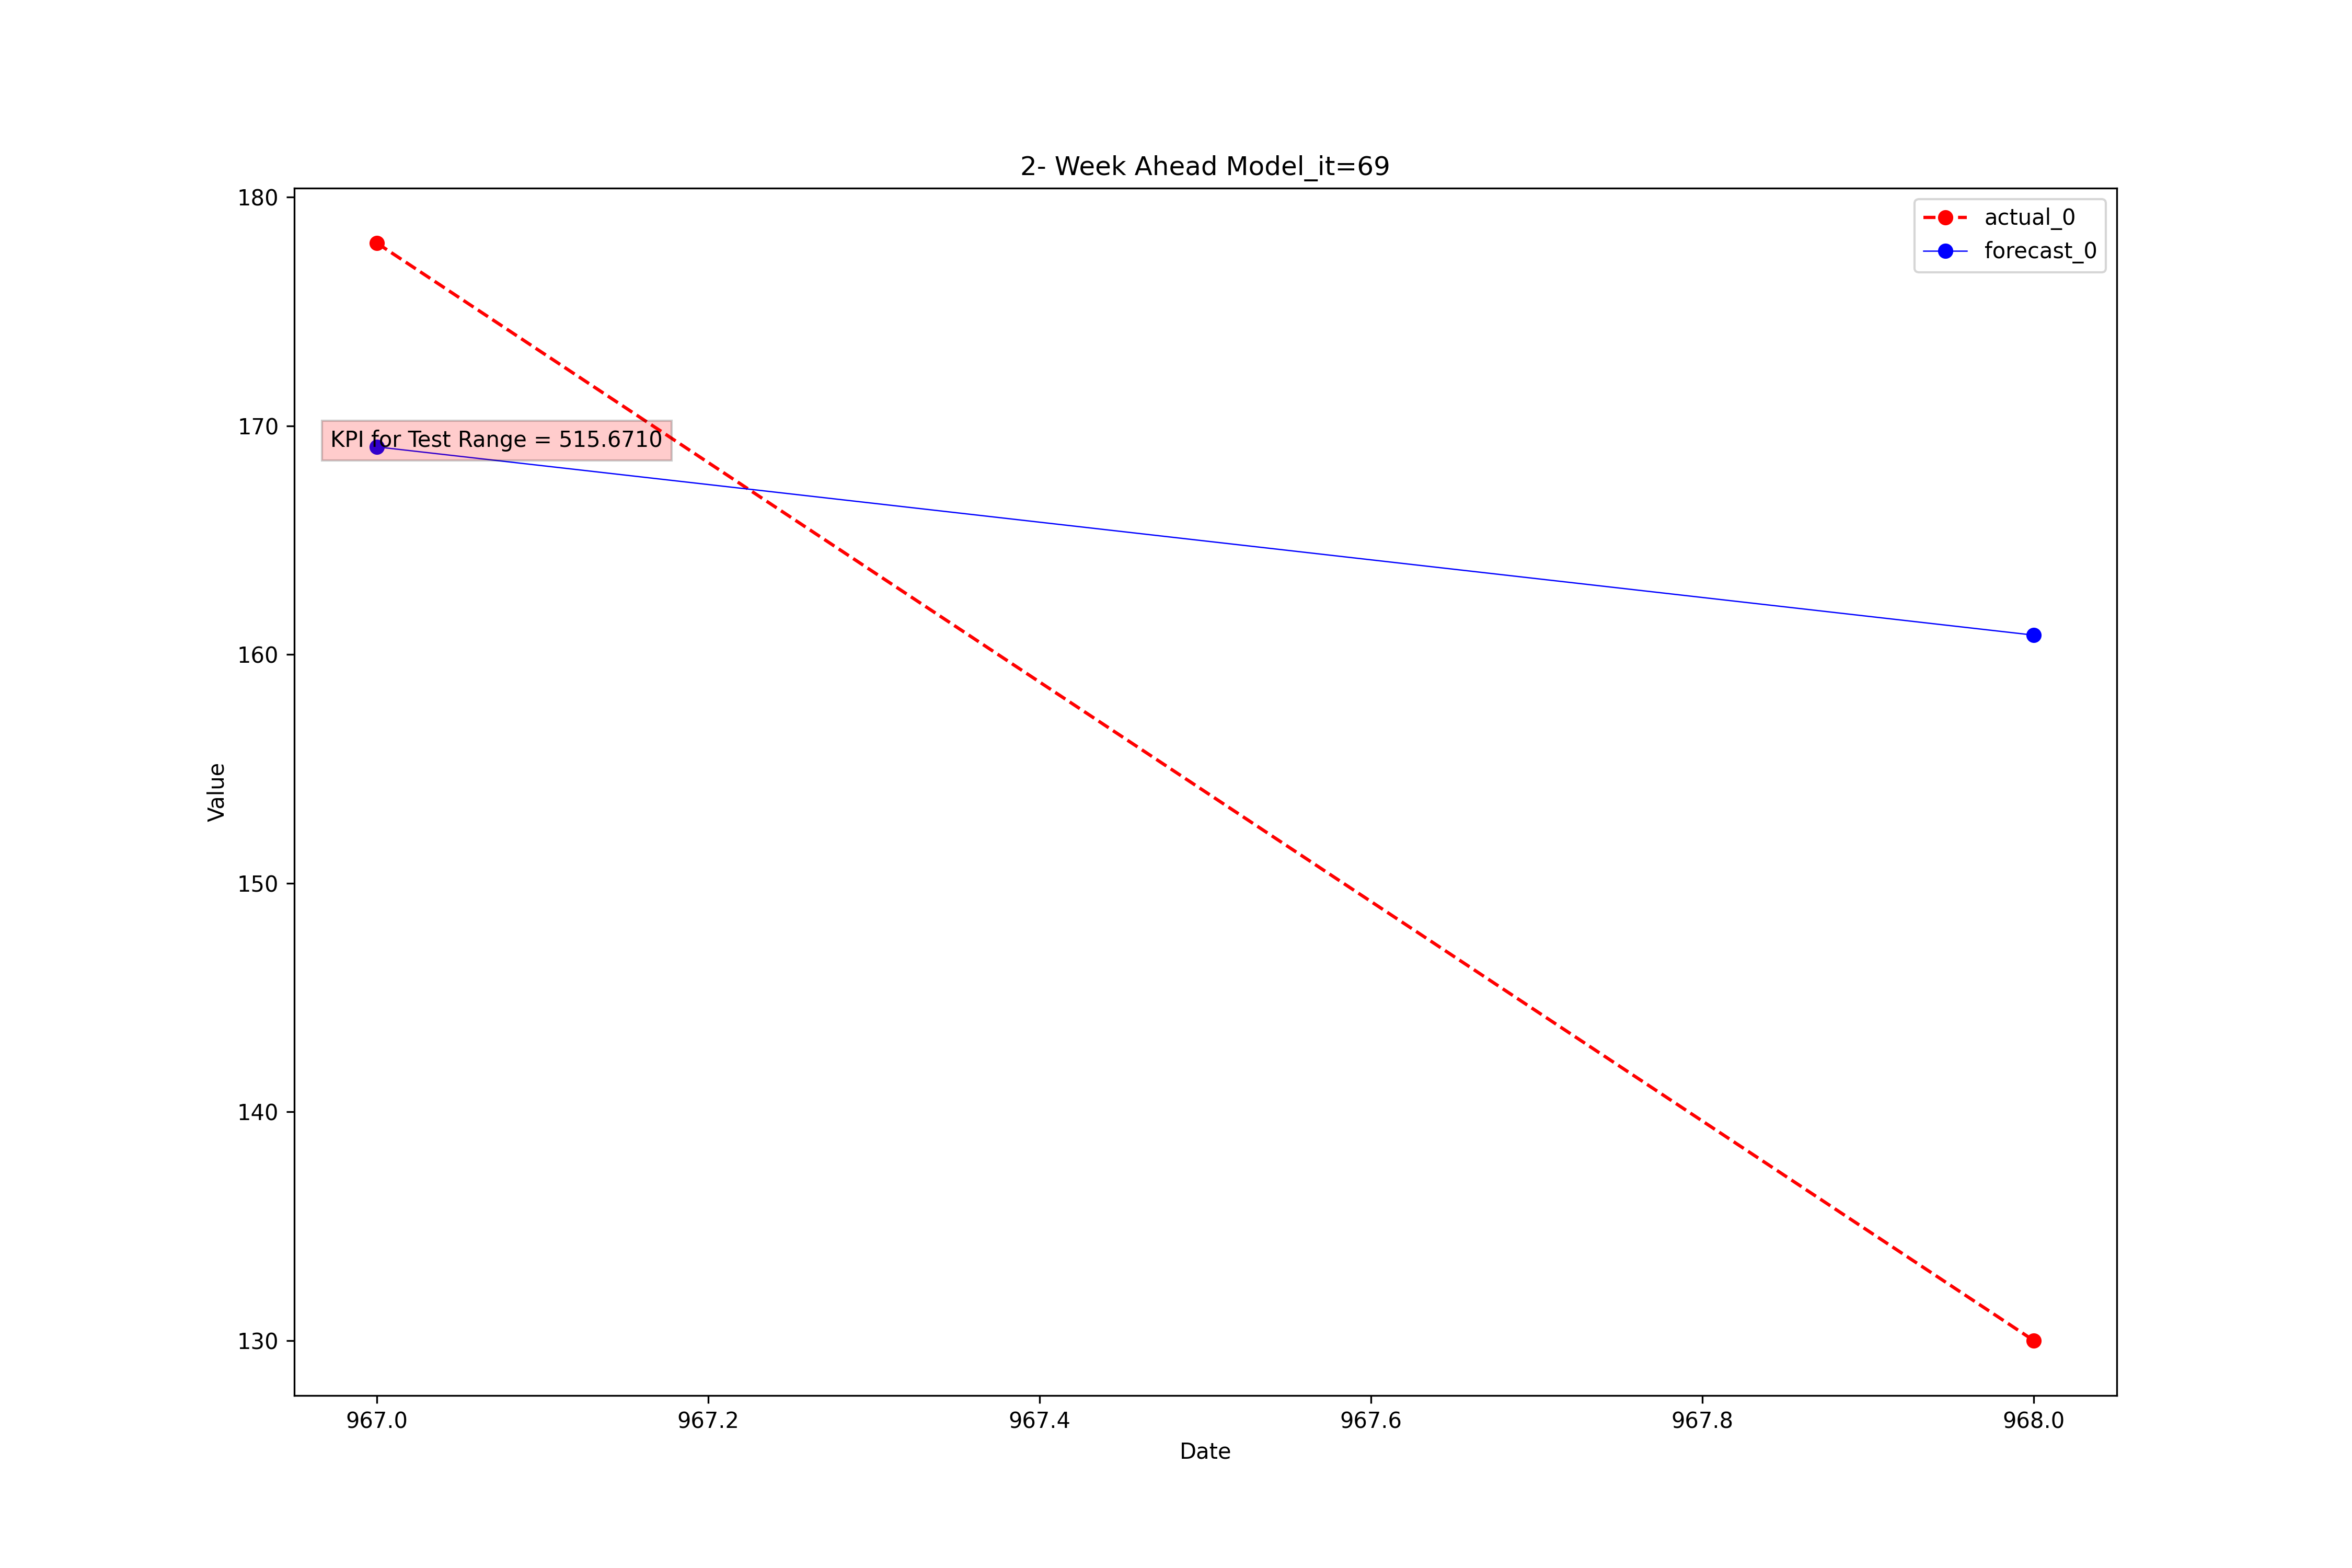 2- Week Ahead Model_it=69
actual_0
forecast_0
KPI for Test Range = 515.6710
180
170
160
150
140
130
Value
967.0 967.2 967.4 967.6 967.8 968.0
Date